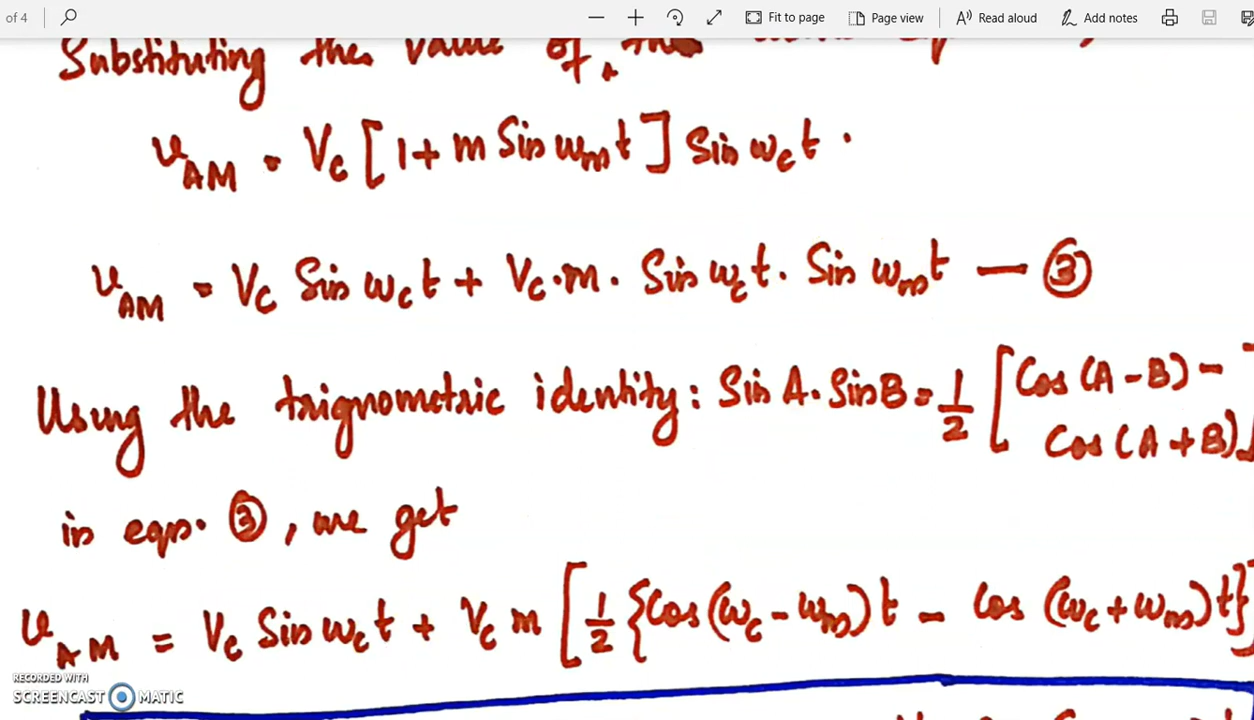 of 4 Fit to page Page view Read aloud Add notes
Substituting the value of
v_AM = V_c [1 + m Sin ω_m t] Sin ω_c t .
v_AM = V_c Sin ω_c t + V_c . m . Sin ω_c t . Sin ω_m t — ③
Using the trignometric identity : Sin A . Sin B = 1/2 [Cos (A - B) -
Cos (A + B)]
in eqn. ③ , we get
v_AM = V_c Sin ω_c t + V_c m [1/2 {Cos (ω_c - ω_m) t - Cos (ω_c + ω_m) t}]
RECORDED WITH
SCREENCAST MATIC